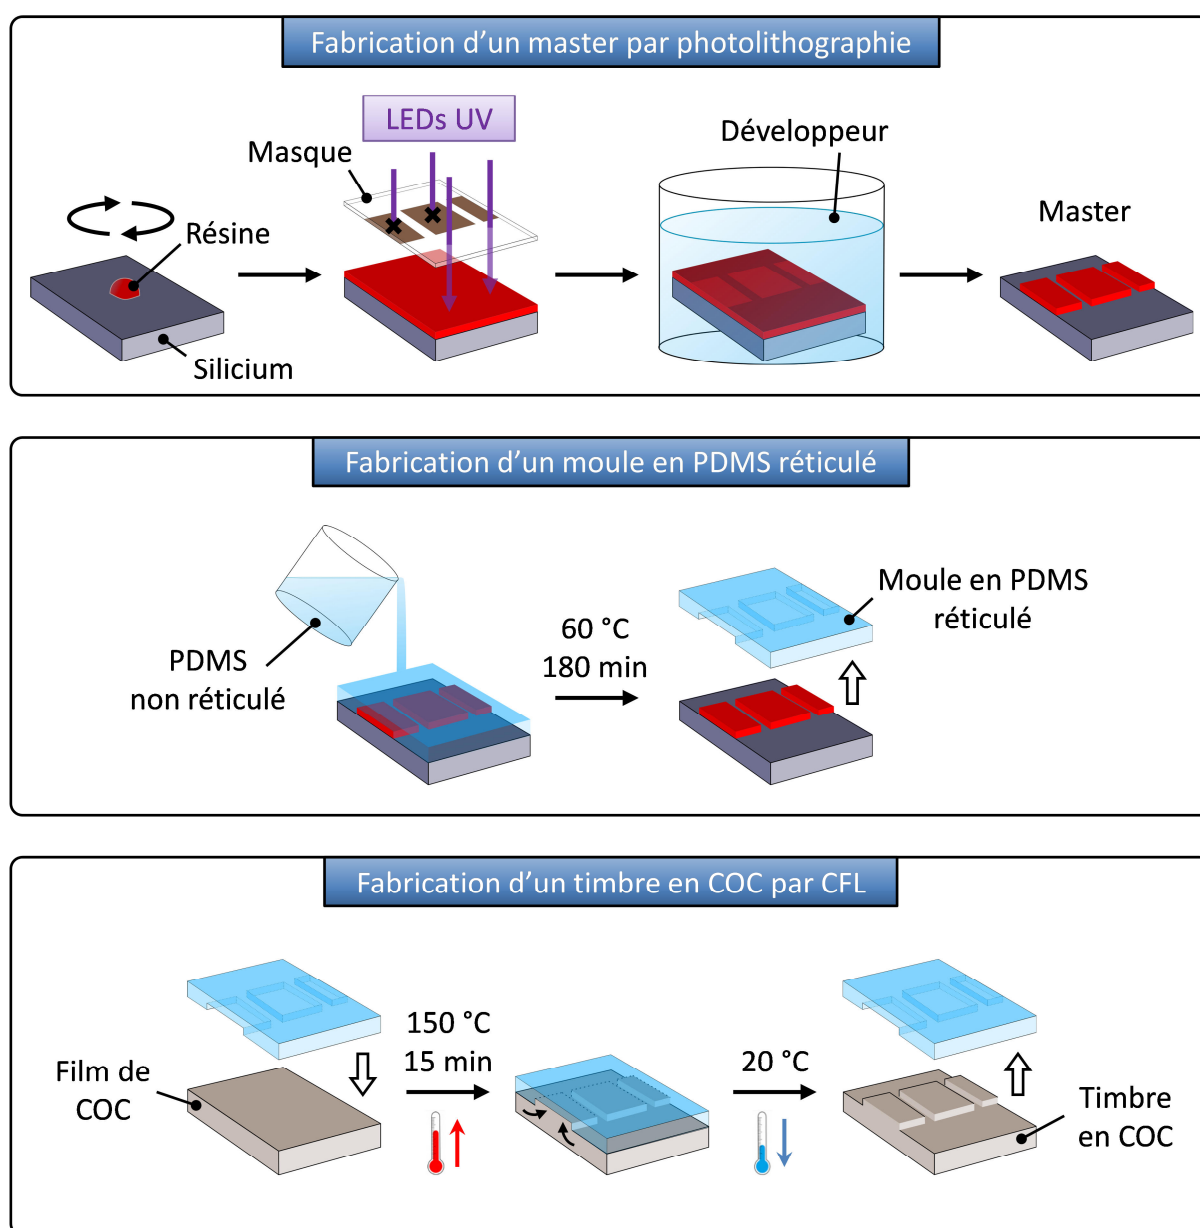 Fabrication d'un master par photolithographie
LEDs UV
Masque
Développeur
Résine
Master
Silicium
Fabrication d'un moule en PDMS réticulé
Moule en PDMS
réticulé
60 °C
180 min
PDMS
non réticulé
Fabrication d'un timbre en COC par CFL
150 °C
15 min
20 °C
Film de
COC
Timbre
en COC